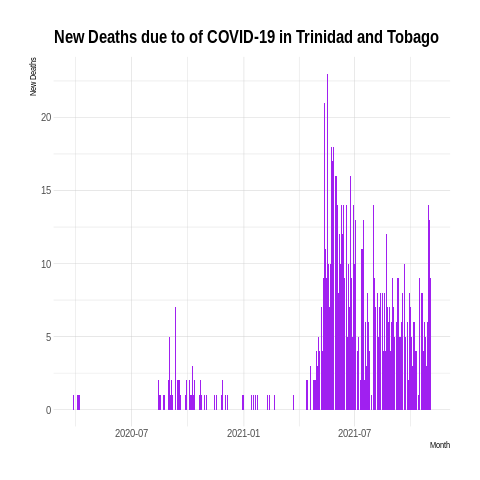 New Deaths due to of COVID-19 in Trinidad and Tobago
New Deaths
20
15
10
5
0
2020-07 2021-01 2021-07
Month